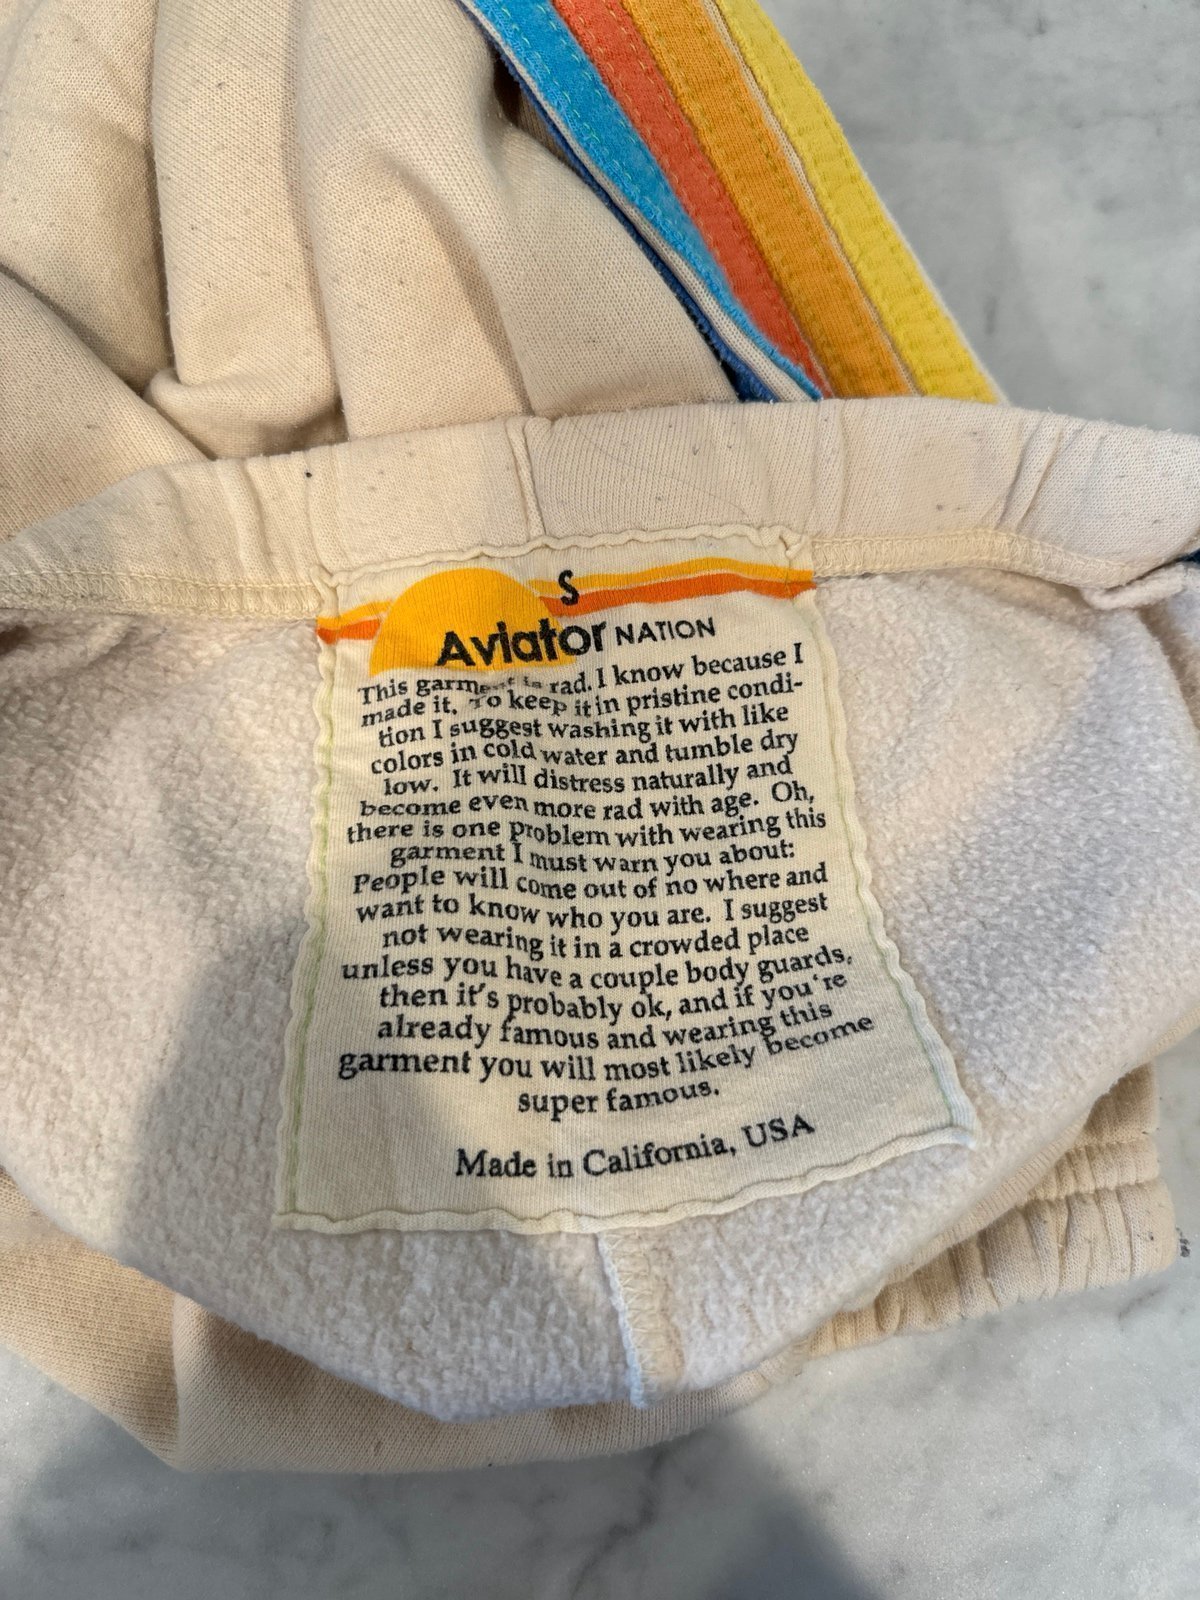 S
Aviator NATION
This garment is rad. I know because I
made it. To keep it in pristine condi-
tion I suggest washing it with like
colors in cold water and tumble dry
low. It will distress naturally and
become even more rad with age. Oh,
there is one problem with wearing this
garment I must warn you about:
People will come out of no where and
want to know who you are. I suggest
not wearing it in a crowded place
unless you have a couple body guards,
then it's probably ok, and if you're
already famous and wearing this
garment you will most likely become
super famous.
Made in California, USA